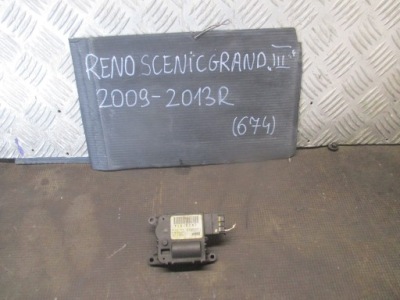 RENO SCENIC GRAND. III
2009-2013R
(674)